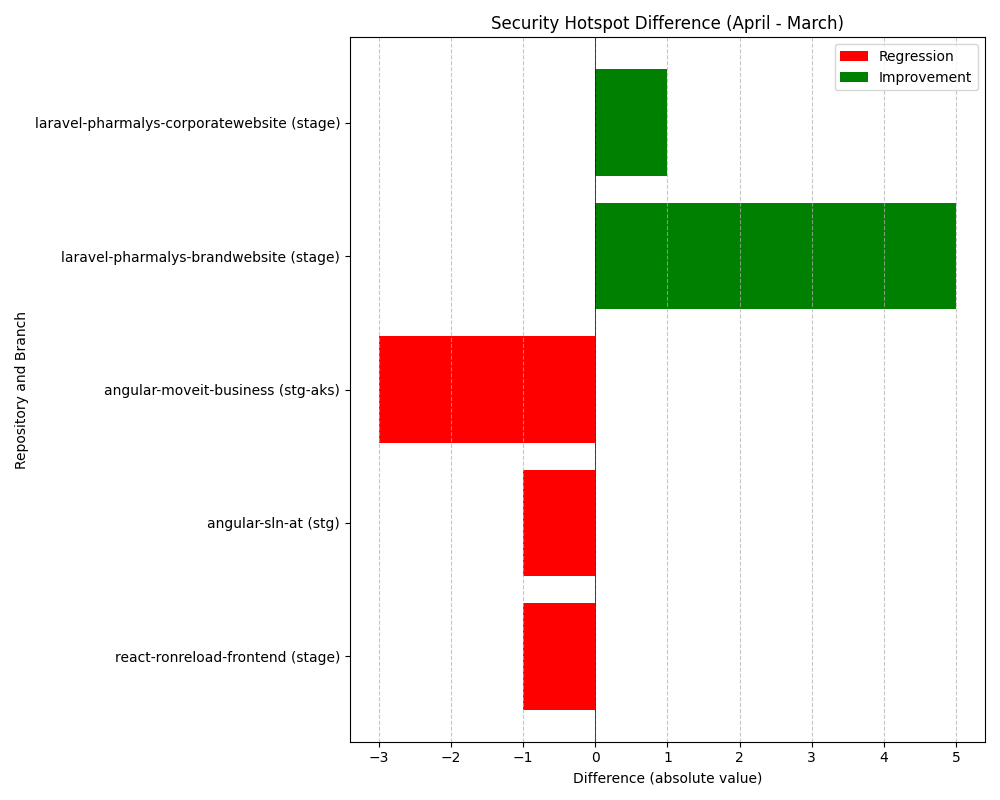 Security Hotspot Difference (April - March)
Regression
Improvement
laravel-pharmalys-corporatewebsite (stage)
laravel-pharmalys-brandwebsite (stage)
angular-moveit-business (stg-aks)
angular-sln-at (stg)
react-ronreload-frontend (stage)
Repository and Branch
−3 −2 −1 0 1 2 3 4 5
Difference (absolute value)